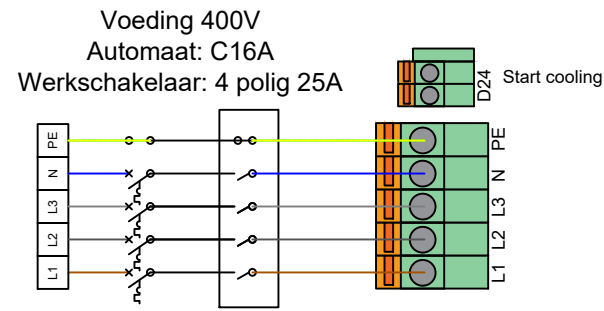 Voeding 400V
Automaat: C16A
Werkschakelaar: 4 polig 25A
D24
Start cooling
PE
PE
N
N
L3
L3
L2
L2
L1
L1